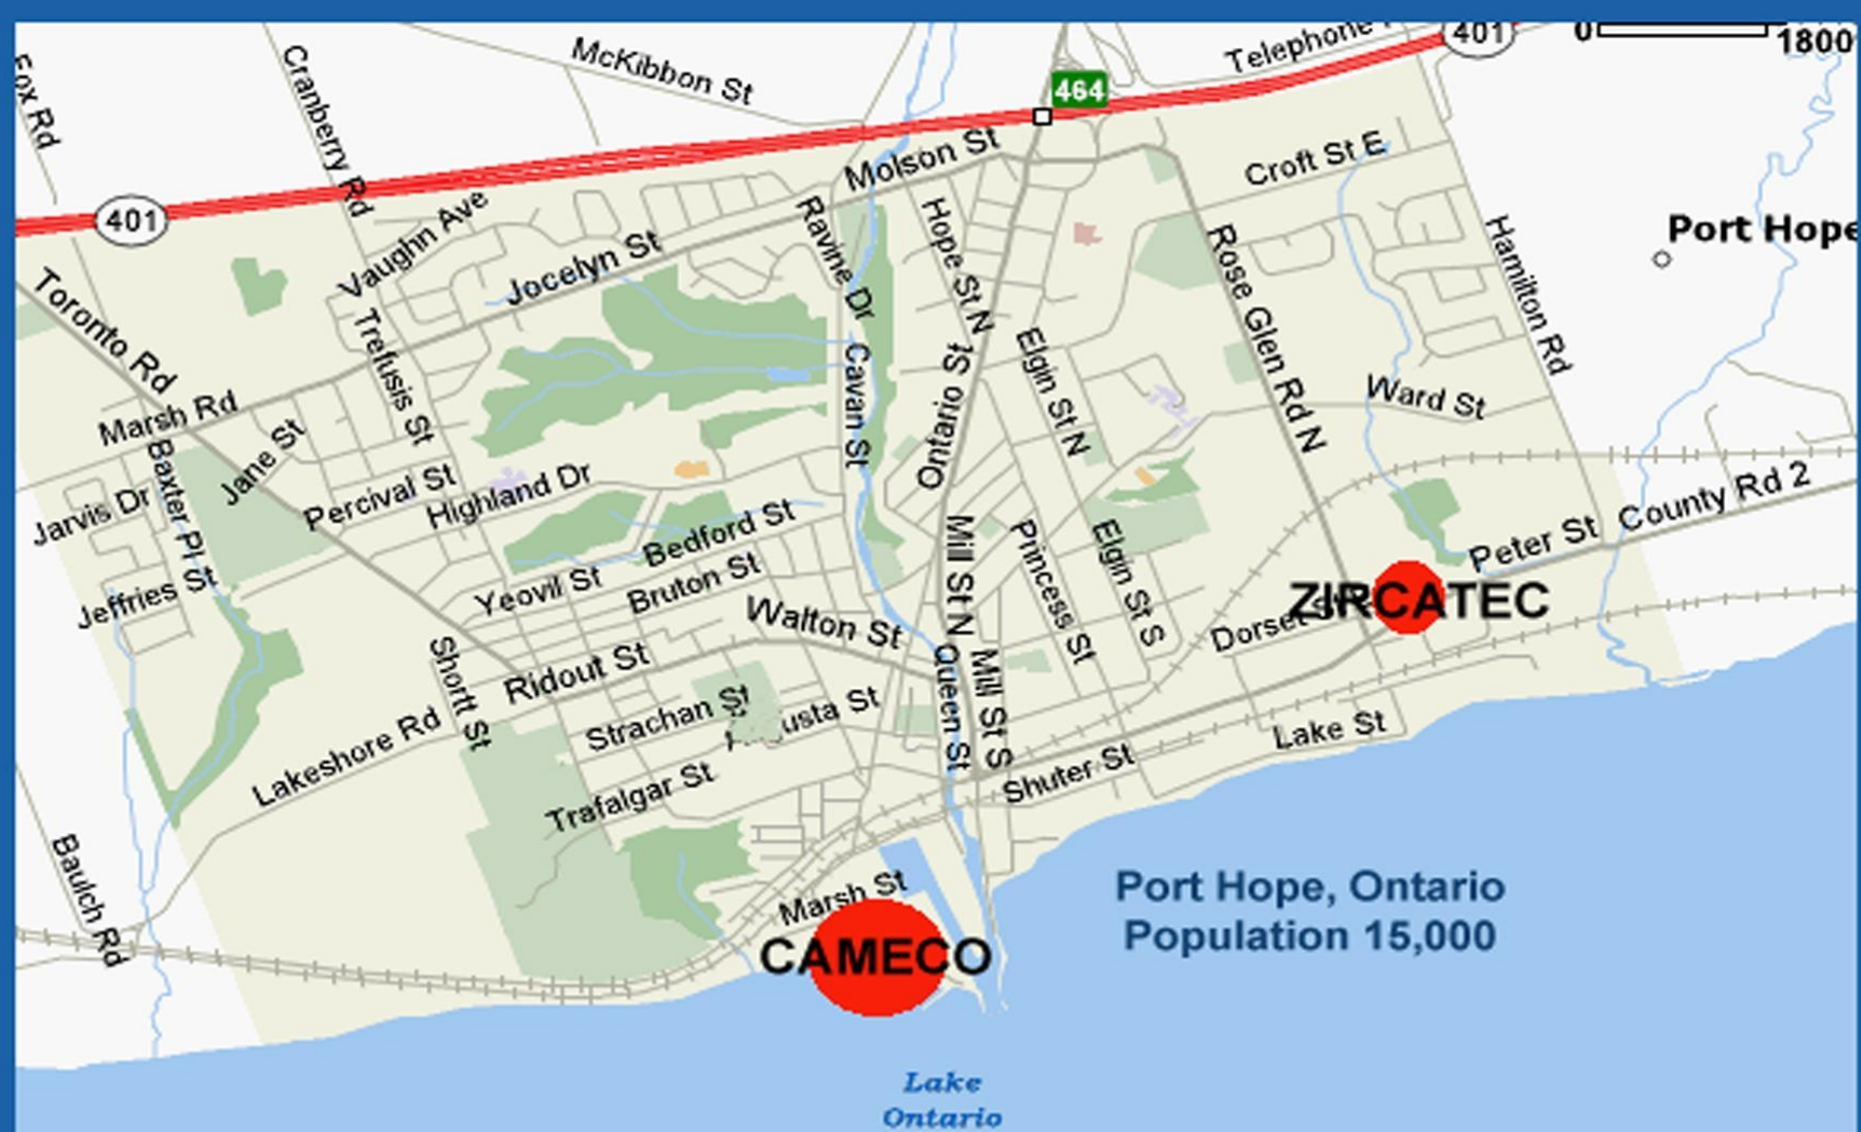 0
1800
401
Telephone
McKibbon St
Fox Rd
Cranberry Rd
464
Molson St
Croft St E
401
Vaughn Ave
Jocelyn St
Ravine Dr
Hope St N
Rose Glen Rd N
Hamilton Rd
Port Hope
Toronto Rd
Trefusis St
Cavan St
Ontario St
Elgin St N
Ward St
Marsh Rd
Jane St
Baxter Pl
Percival St
Highland Dr
Jarvis Dr
Bedford St
Mill St N
Princess St
Elgin St S
Peter St
County Rd 2
Jeffries St
Yeovil St
Bruton St
Walton St
ZIRCATEC
Dorset St
Shortt St
Ridout St
Queen St
Mill St S
Strachan St
usta St
Lakeshore Rd
Trafalgar St
Shuter St
Lake St
Baulch Rd
Marsh St
CAMECO
Port Hope, Ontario
Population 15,000
Lake
Ontario